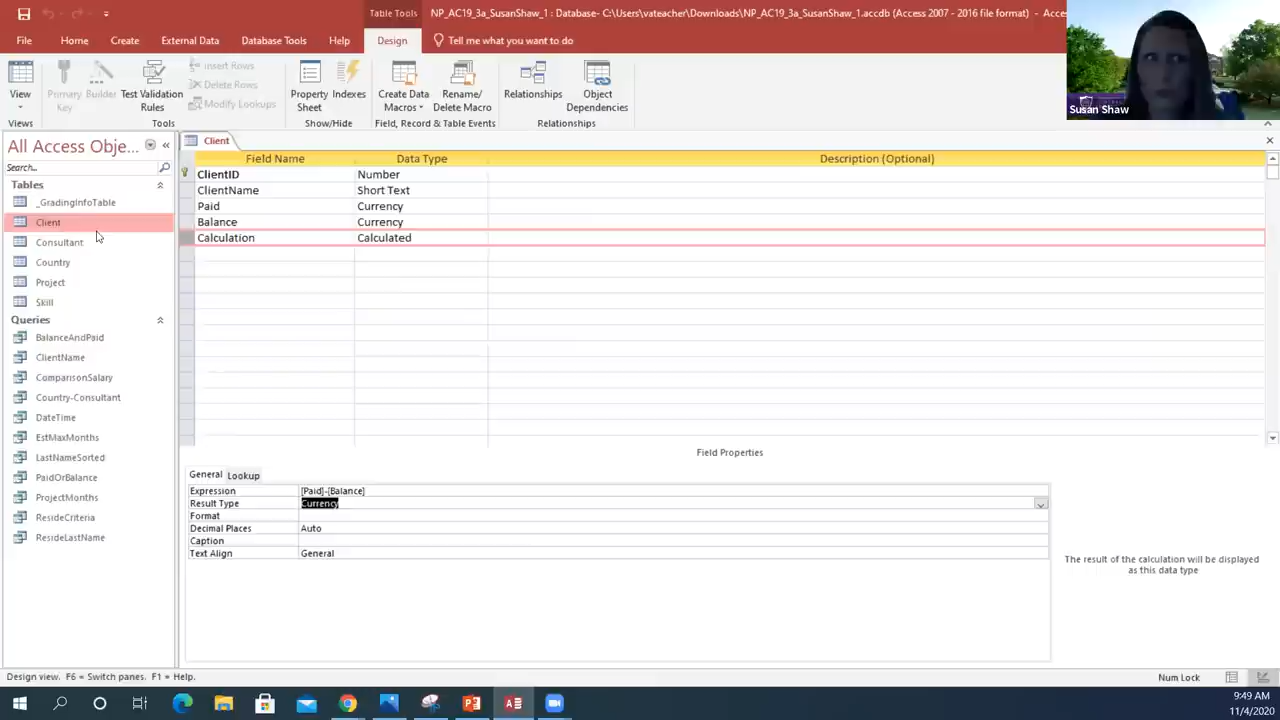 Table Tools
NP_AC19_3a_SusanShaw_1 : Database- C:\Users\vateacher\Downloads\NP_AC19_3a_SusanShaw_1.accdb (Access 2007 - 2016 file format) - Acce
File Home Create External Data Database Tools Help Design Tell me what you want to do
View
Primary Key
Builder
Test Validation Rules
Insert Rows
Delete Rows
Modify Lookups
Property Sheet
Indexes
Create Data Macros
Rename/ Delete Macro
Relationships
Object Dependencies
Views Tools Show/Hide Field, Record & Table Events Relationships
Susan Shaw
All Access Obje...
Search...
Tables
_GradingInfoTable
Client
Consultant
Country
Project
Skill
Queries
BalanceAndPaid
ClientName
ComparisonSalary
Country-Consultant
DateTime
EstMaxMonths
LastNameSorted
PaidOrBalance
ProjectMonths
ResideCriteria
ResideLastName
Client
Field Name Data Type Description (Optional)
ClientID Number
ClientName Short Text
Paid Currency
Balance Currency
Calculation Calculated
Field Properties
General Lookup
Expression [Paid]-[Balance]
Result Type Currency
Format
Decimal Places Auto
Caption
Text Align General
The result of the calculation will be displayed
as this data type
Design view. F6 = Switch panes. F1 = Help.
Num Lock
9:49 AM
11/4/2020